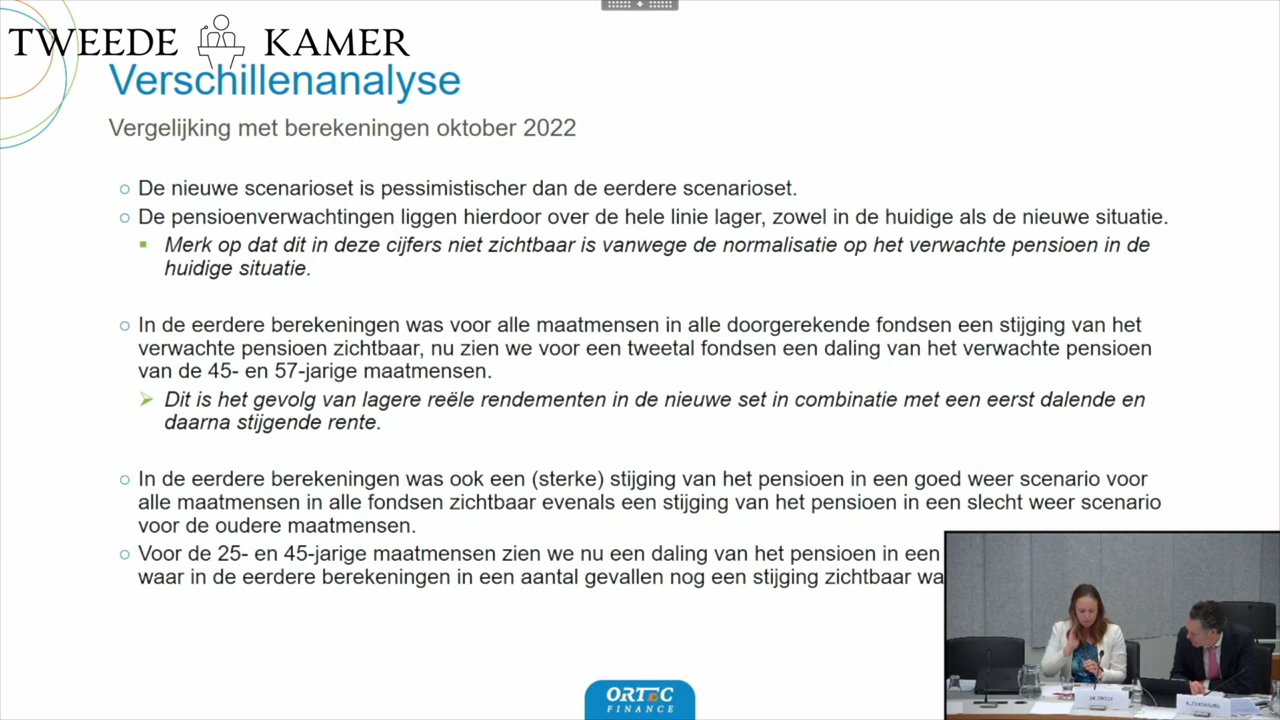 TWEEDE KAMER
Verschillenanalyse
Vergelijking met berekeningen oktober 2022
De nieuwe scenarioset is pessimistischer dan de eerdere scenarioset.
De pensioenverwachtingen liggen hierdoor over de hele linie lager, zowel in de huidige als de nieuwe situatie.
Merk op dat dit in deze cijfers niet zichtbaar is vanwege de normalisatie op het verwachte pensioen in de
huidige situatie.
In de eerdere berekeningen was voor alle maatmensen in alle doorgerekende fondsen een stijging van het
verwachte pensioen zichtbaar, nu zien we voor een tweetal fondsen een daling van het verwachte pensioen
van de 45- en 57-jarige maatmensen.
Dit is het gevolg van lagere reële rendementen in de nieuwe set in combinatie met een eerst dalende en
daarna stijgende rente.
In de eerdere berekeningen was ook een (sterke) stijging van het pensioen in een goed weer scenario voor
alle maatmensen in alle fondsen zichtbaar evenals een stijging van het pensioen in een slecht weer scenario
voor de oudere maatmensen.
Voor de 25- en 45-jarige maatmensen zien we nu een daling van het pensioen in een
waar in de eerdere berekeningen in een aantal gevallen nog een stijging zichtbaar wa
ORTEC
FINANCE